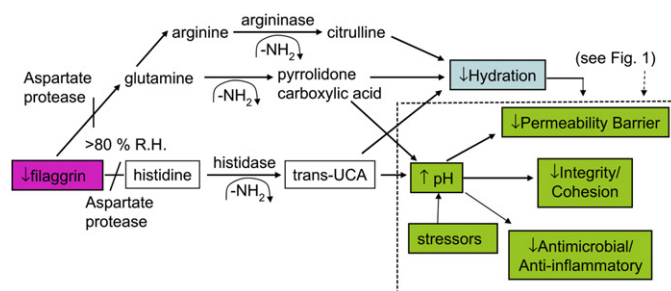 arginine
arginase
citrulline
-NH₂
(see Fig. 1)
Aspartate
protease
glutamine
-NH₂
pyrrolidone
carboxylic acid
↓Hydration
↓Permeability Barrier
>80 % R.H.
↓filaggrin
histidine
histidase
-NH₂
trans-UCA
↑ pH
↓Integrity/
Cohesion
Aspartate
protease
stressors
↓Antimicrobial/
Anti-inflammatory